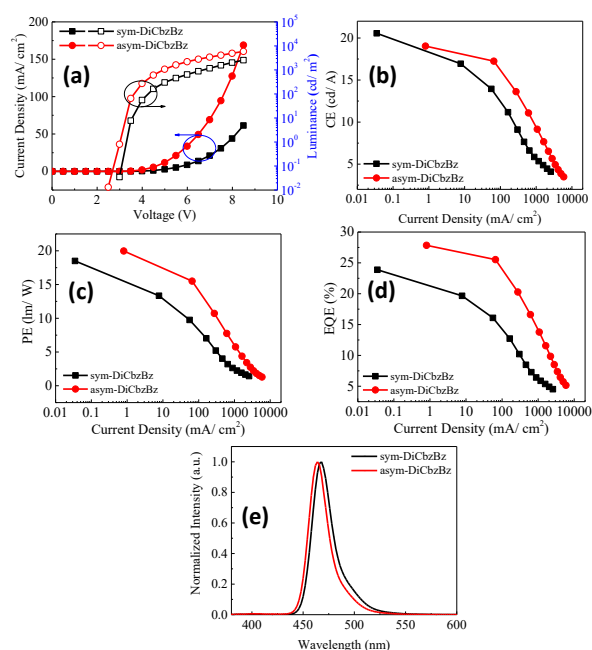 sym-DiCbzBz
asym-DiCbzBz
(a)
Current Density (mA/ cm²)
200
150
100
50
0
10⁵
10⁴
10³
10²
10¹
10⁰
10⁻¹
10⁻²
Luminance (cd/ m²)
0 2 4 6 8 10
Voltage (V)
(b)
CE (cd/ A)
20
15
10
5
sym-DiCbzBz
asym-DiCbzBz
0.01 0.1 1 10 100 1000 10000
Current Density (mA/ cm²)
(c)
PE (lm/ W)
20
15
10
5
0
sym-DiCbzBz
asym-DiCbzBz
0.01 0.1 1 10 100 1000 10000
Current Density (mA/ cm²)
(d)
EQE (%)
30
25
20
15
10
5
sym-DiCbzBz
asym-DiCbzBz
0.01 0.1 1 10 100 1000 10000
Current Density (mA/ cm²)
(e)
sym-DiCbzBz
asym-DiCbzBz
Normalized Intensity (a.u.)
1.0
0.8
0.6
0.4
0.2
0.0
400 450 500 550 600
Wavelength (nm)